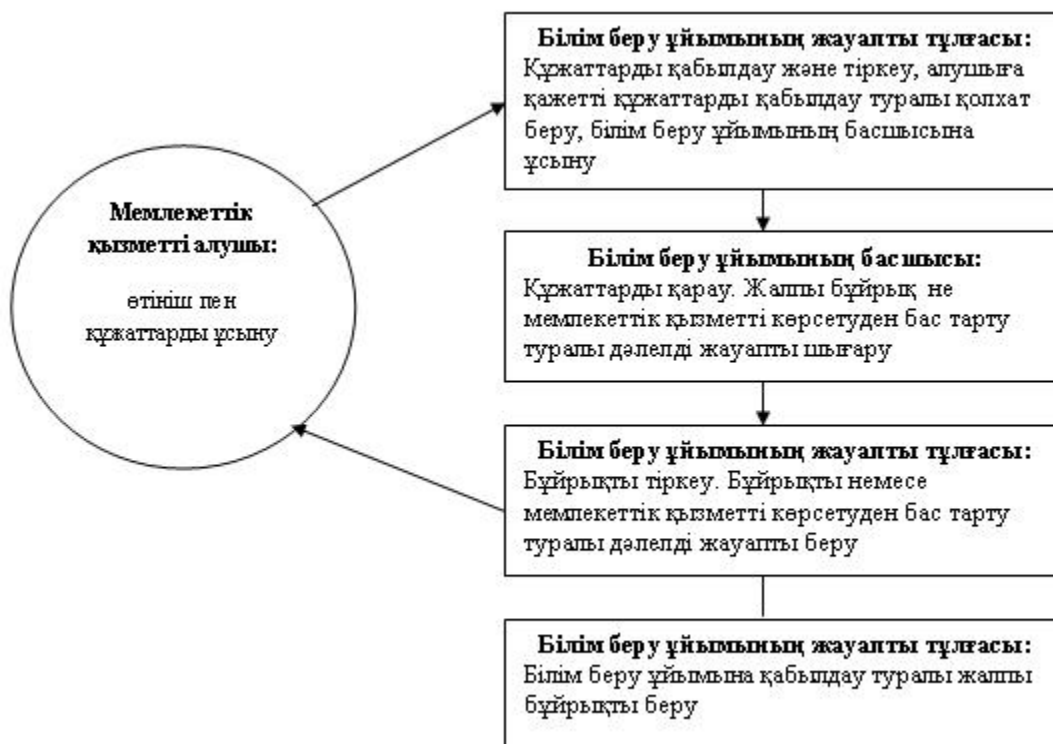 Мемлекеттік
қызметті алушы:
өтініш пен
құжаттарды ұсыну
Білім беру ұйымының жауапты тұлғасы:
Құжаттарды қабылдау және тіркеу, алушыға
қажетті құжаттарды қабылдау туралы қолхат
беру, білім беру ұйымының басшысына
ұсыну
Білім беру ұйымының басшысы:
Құжаттарды қарау. Жалпы бұйрық не
мемлекеттік қызметті көрсетуден бас тарту
туралы дәлелді жауапты шығару
Білім беру ұйымының жауапты тұлғасы:
Бұйрықты тіркеу. Бұйрықты немесе
мемлекеттік қызметті көрсетуден бас тарту
туралы дәлелді жауапты беру
Білім беру ұйымының жауапты тұлғасы:
Білім беру ұйымына қабылдау туралы жалпы
бұйрықты беру